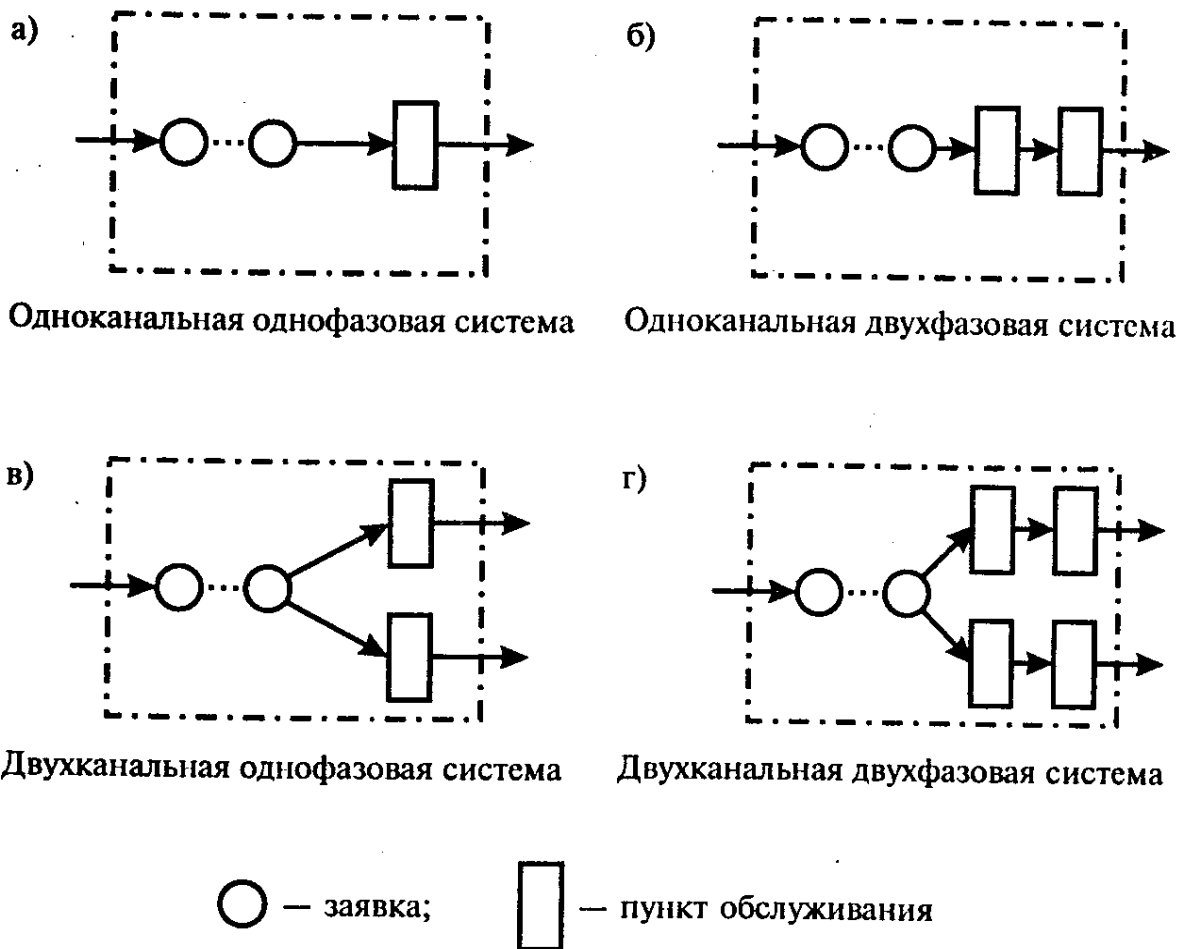 а)
б)
Одноканальная однофазовая система
Одноканальная двухфазовая система
в)
г)
Двухканальная однофазовая система
Двухканальная двухфазовая система
— заявка;
— пункт обслуживания